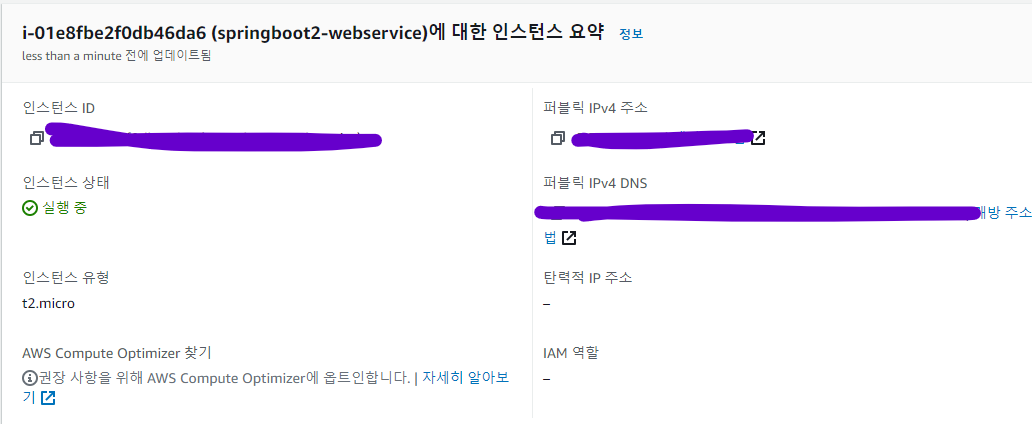 i-01e8fbe2f0db46da6 (springboot2-webservice)에 대한 인스턴스 요약 정보
less than a minute 전에 업데이트됨
인스턴스 ID
퍼블릭 IPv4 주소
인스턴스 상태
실행 중
퍼블릭 IPv4 DNS
주소
법
인스턴스 유형
t2.micro
탄력적 IP 주소
–
AWS Compute Optimizer 찾기
권장 사항을 위해 AWS Compute Optimizer에 옵트인합니다. | 자세히 알아보
기
IAM 역할
–